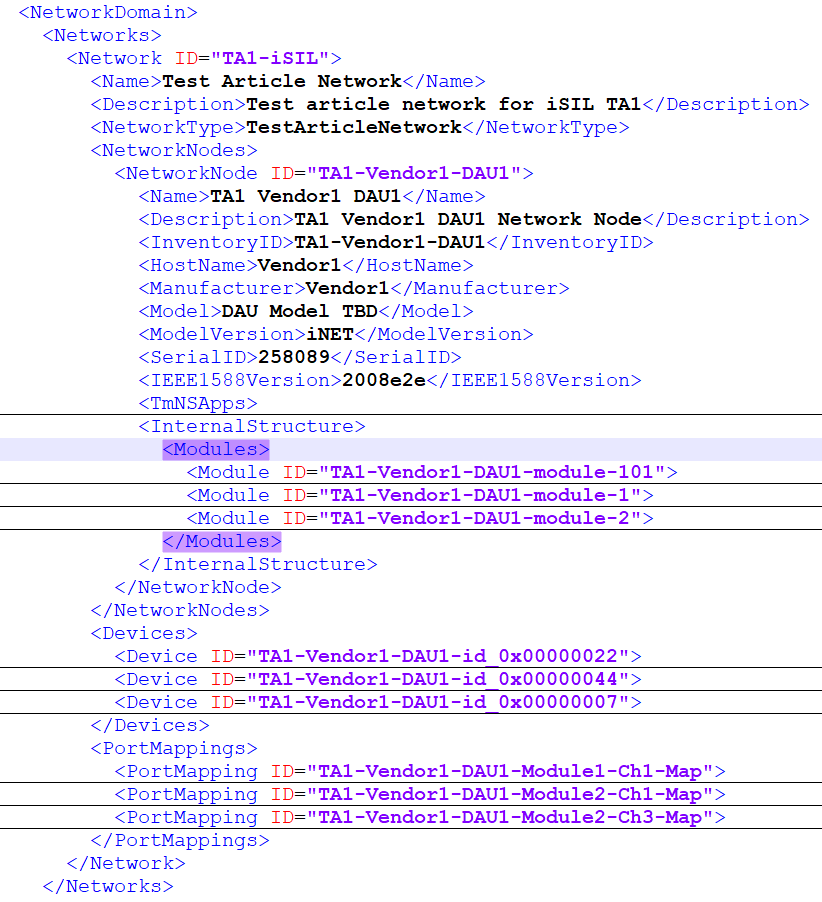 <NetworkDomain>
<Networks>
<Network ID="TA1-iSIL">
<Name>Test Article Network</Name>
<Description>Test article network for iSIL TA1</Description>
<NetworkType>TestArticleNetwork</NetworkType>
<NetworkNodes>
<NetworkNode ID="TA1-Vendor1-DAU1">
<Name>TA1 Vendor1 DAU1</Name>
<Description>TA1 Vendor1 DAU1 Network Node</Description>
<InventoryID>TA1-Vendor1-DAU1</InventoryID>
<HostName>Vendor1</HostName>
<Manufacturer>Vendor1</Manufacturer>
<Model>DAU Model TBD</Model>
<ModelVersion>iNET</ModelVersion>
<SerialID>258089</SerialID>
<IEEE1588Version>2008e2e</IEEE1588Version>
<TmNSApps>
<InternalStructure>
<Modules>
<Module ID="TA1-Vendor1-DAU1-module-101">
<Module ID="TA1-Vendor1-DAU1-module-1">
<Module ID="TA1-Vendor1-DAU1-module-2">
</Modules>
</InternalStructure>
</NetworkNode>
</NetworkNodes>
<Devices>
<Device ID="TA1-Vendor1-DAU1-id_0x00000022">
<Device ID="TA1-Vendor1-DAU1-id_0x00000044">
<Device ID="TA1-Vendor1-DAU1-id_0x00000007">
</Devices>
<PortMappings>
<PortMapping ID="TA1-Vendor1-DAU1-Module1-Ch1-Map">
<PortMapping ID="TA1-Vendor1-DAU1-Module2-Ch1-Map">
<PortMapping ID="TA1-Vendor1-DAU1-Module2-Ch3-Map">
</PortMappings>
</Network>
</Networks>